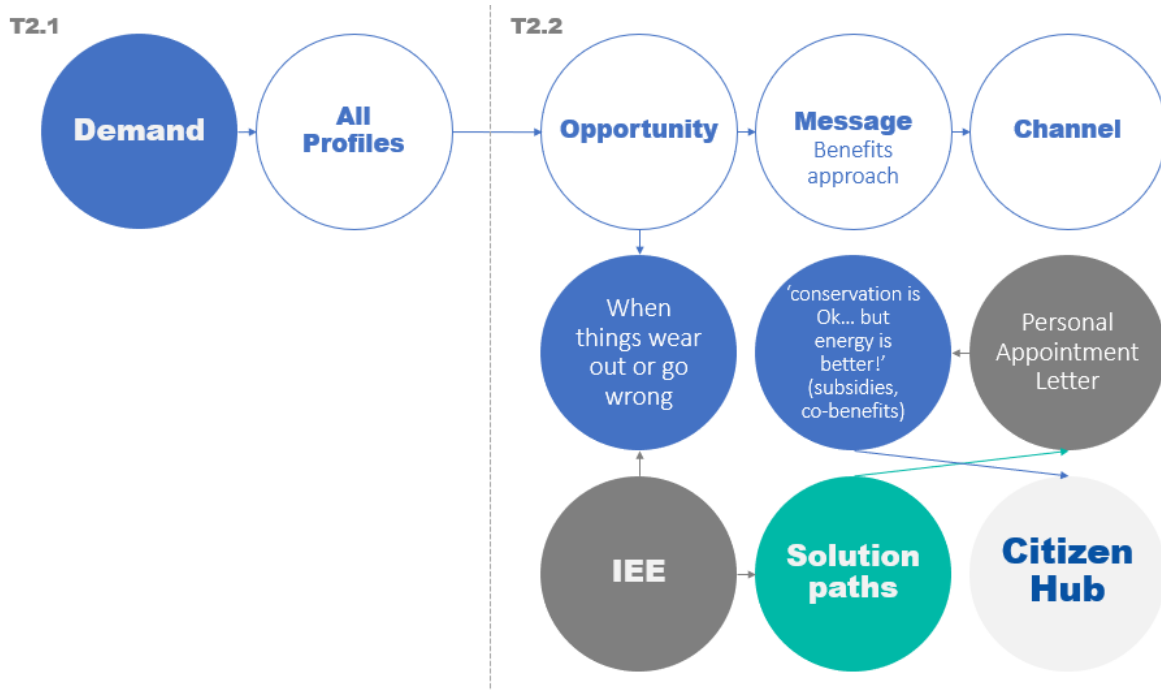 T2.1
T2.2
Demand
All
Profiles
Opportunity
Message
Benefits
approach
Channel
When
things wear
out or go
wrong
‘conservation is
Ok... but
energy is
better!’
(subsidies,
co-benefits)
Personal
Appointment
Letter
IEE
Solution
paths
Citizen
Hub